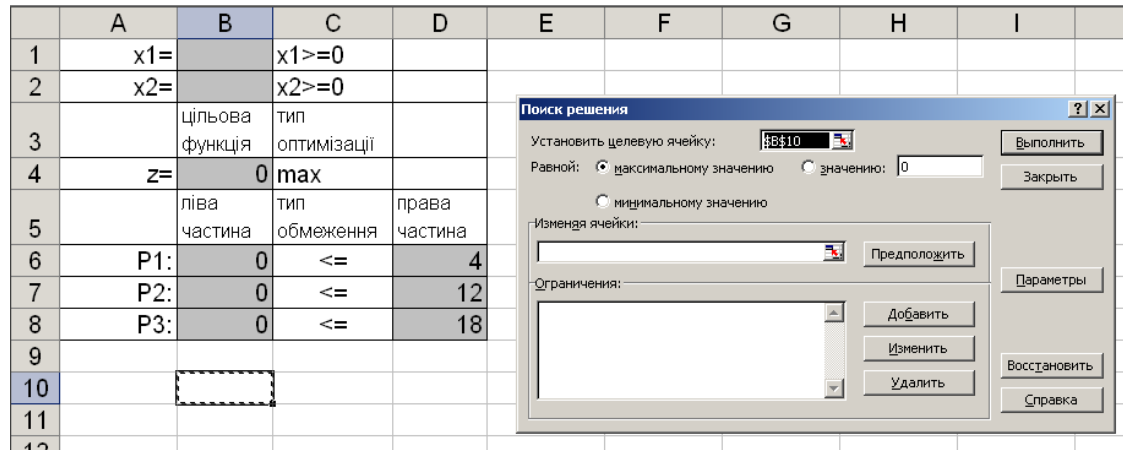 A B C D E F G H I
1 x1= x1>=0
2 x2= x2>=0
цільова тип
3 функція оптимізації
4 z= 0 max
ліва тип права
5 частина обмеження частина
6 P1: 0 <= 4
7 P2: 0 <= 12
8 P3: 0 <= 18
9
10
11
12
Поиск решения
Установить целевую ячейку: $B$10 Выполнить
Равной: максимальному значению значению: 0 Закрыть
минимальному значению
Изменяя ячейки:
Предположить
Ограничения: Параметры
Добавить
Изменить
Удалить
Восстановить
Справка